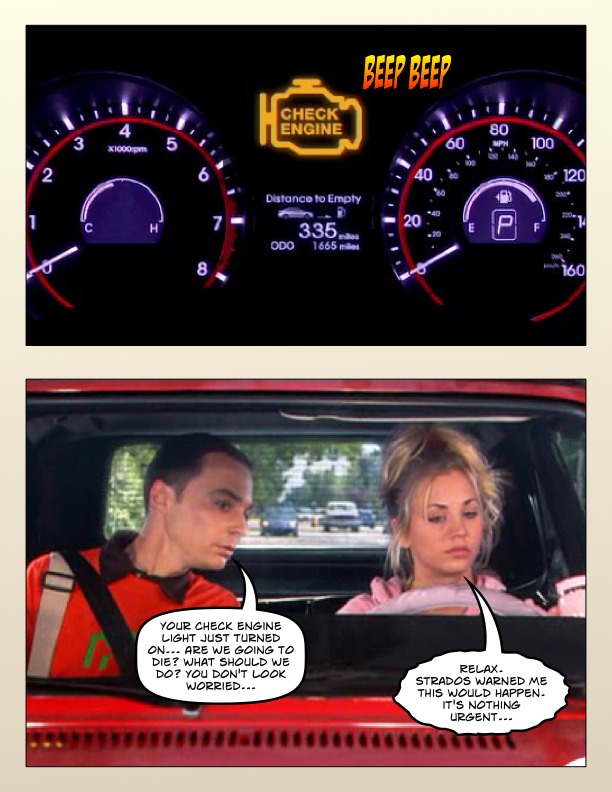 BEEP BEEP
CHECK
ENGINE
1
2
3
4
5
6
7
8
0
X1000rpm
C H
Distance to Empty
335 miles
ODO 1665 miles
0
20
40
60
80
100
120
160
MPH
km/h
E F
P
YOUR CHECK ENGINE
LIGHT JUST TURNED
ON... ARE WE GOING TO
DIE? WHAT SHOULD WE
DO? YOU DON'T LOOK
WORRIED...
RELAX.
STRADOS WARNED ME
THIS WOULD HAPPEN.
IT'S NOTHING
URGENT...